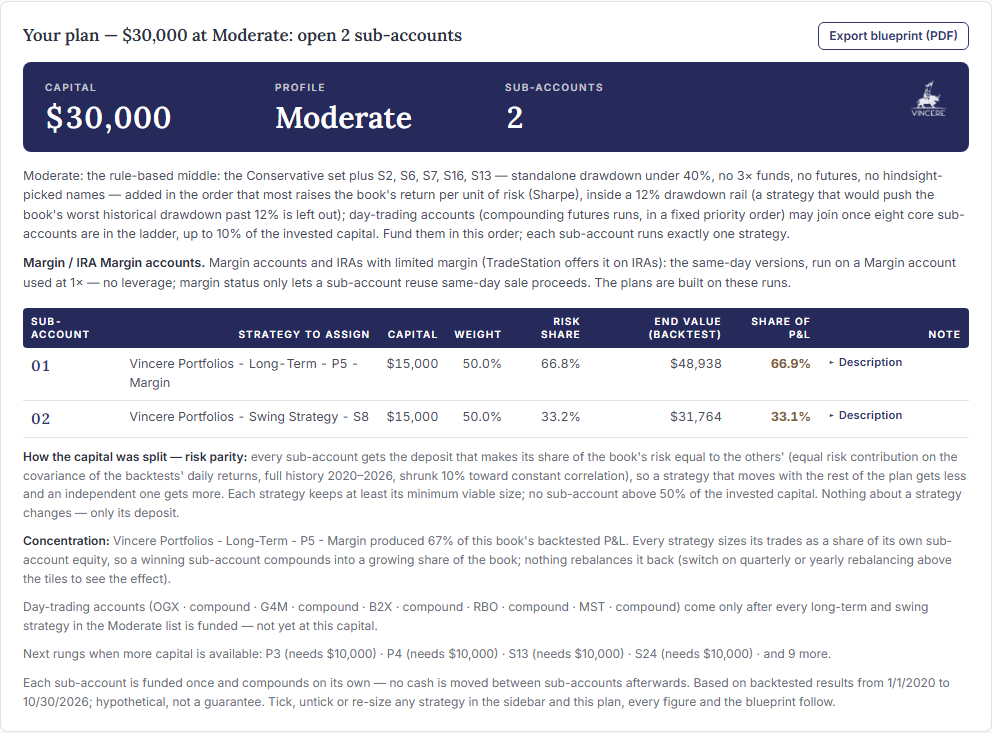 Your plan — $30,000 at Moderate: open 2 sub-accounts
Export blueprint (PDF)
CAPITAL
$30,000
PROFILE
Moderate
SUB-ACCOUNTS
2
VINCERE
Moderate: the rule-based middle: the Conservative set plus S2, S6, S7, S16, S13 — standalone drawdown under 40%, no 3× funds, no futures, no hindsight-
picked names — added in the order that most raises the book's return per unit of risk (Sharpe), inside a 12% drawdown rail (a strategy that would push the
book's worst historical drawdown past 12% is left out); day-trading accounts (compounding futures runs, in a fixed priority order) may join once eight core sub-
accounts are in the ladder, up to 10% of the invested capital. Fund them in this order; each sub-account runs exactly one strategy.
Margin / IRA Margin accounts. Margin accounts and IRAs with limited margin (TradeStation offers it on IRAs): the same-day versions, run on a Margin account
used at 1× — no leverage; margin status only lets a sub-account reuse same-day sale proceeds. The plans are built on these runs.
SUB-
ACCOUNT
STRATEGY TO ASSIGN
CAPITAL
WEIGHT
RISK
SHARE
END VALUE
(BACKTEST)
SHARE OF
P&L
NOTE
01
Vincere Portfolios - Long-Term - P5 -
Margin
$15,000
50.0%
66.8%
$48,938
66.9%
▸ Description
02
Vincere Portfolios - Swing Strategy - S8
$15,000
50.0%
33.2%
$31,764
33.1%
▸ Description
How the capital was split — risk parity: every sub-account gets the deposit that makes its share of the book's risk equal to the others' (equal risk contribution on the
covariance of the backtests' daily returns, full history 2020–2026, shrunk 10% toward constant correlation), so a strategy that moves with the rest of the plan gets less
and an independent one gets more. Each strategy keeps at least its minimum viable size; no sub-account above 50% of the invested capital. Nothing about a strategy
changes — only its deposit.
Concentration: Vincere Portfolios - Long-Term - P5 - Margin produced 67% of this book's backtested P&L. Every strategy sizes its trades as a share of its own sub-
account equity, so a winning sub-account compounds into a growing share of the book; nothing rebalances it back (switch on quarterly or yearly rebalancing above
the tiles to see the effect).
Day-trading accounts (OGX · compound · G4M · compound · B2X · compound · RBO · compound · MST · compound) come only after every long-term and swing
strategy in the Moderate list is funded — not yet at this capital.
Next rungs when more capital is available: P3 (needs $10,000) · P4 (needs $10,000) · S13 (needs $10,000) · S24 (needs $10,000) · and 9 more.
Each sub-account is funded once and compounds on its own — no cash is moved between sub-accounts afterwards. Based on backtested results from 1/1/2020 to
10/30/2026; hypothetical, not a guarantee. Tick, untick or re-size any strategy in the sidebar and this plan, every figure and the blueprint follow.